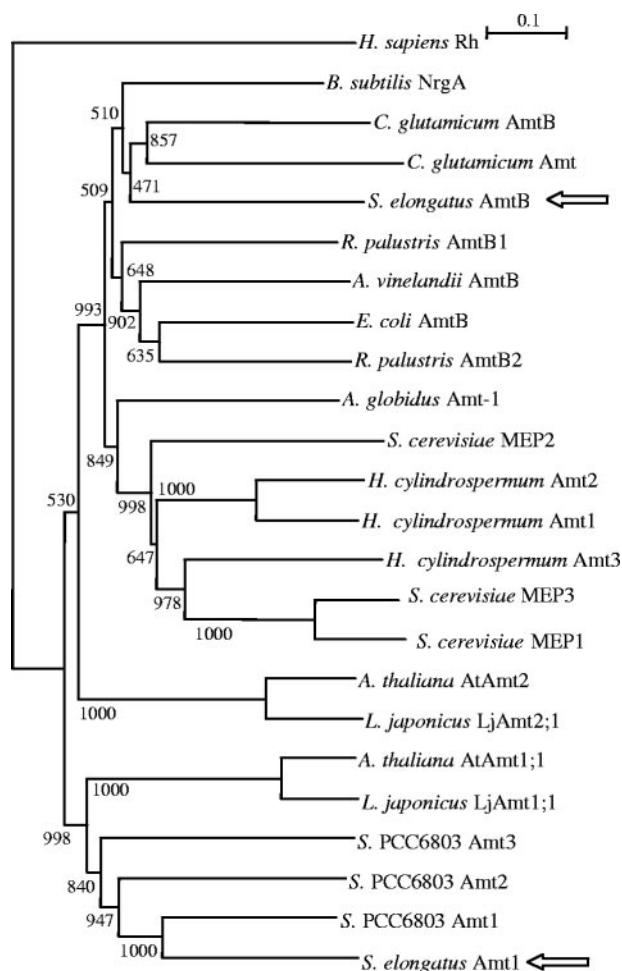 0.1
H. sapiens Rh
B. subtilis NrgA
510
C. glutamicum AmtB
857
C. glutamicum Amt
471
509
S. elongatus AmtB
R. palustris AmtB1
648
A. vinelandii AmtB
993
902
E. coli AmtB
635
R. palustris AmtB2
A. globidus Amt-1
849
S. cerevisiae MEP2
1000
H. cylindrospermum Amt2
530
998
H. cylindrospermum Amt1
647
H. cylindrospermum Amt3
978
S. cerevisiae MEP3
1000
S. cerevisiae MEP1
A. thaliana AtAmt2
1000
L. japonicus LjAmt2;1
A. thaliana AtAmt1;1
1000
L. japonicus LjAmt1;1
998
S. PCC6803 Amt3
840
S. PCC6803 Amt2
947
S. PCC6803 Amt1
1000
S. elongatus Amt1